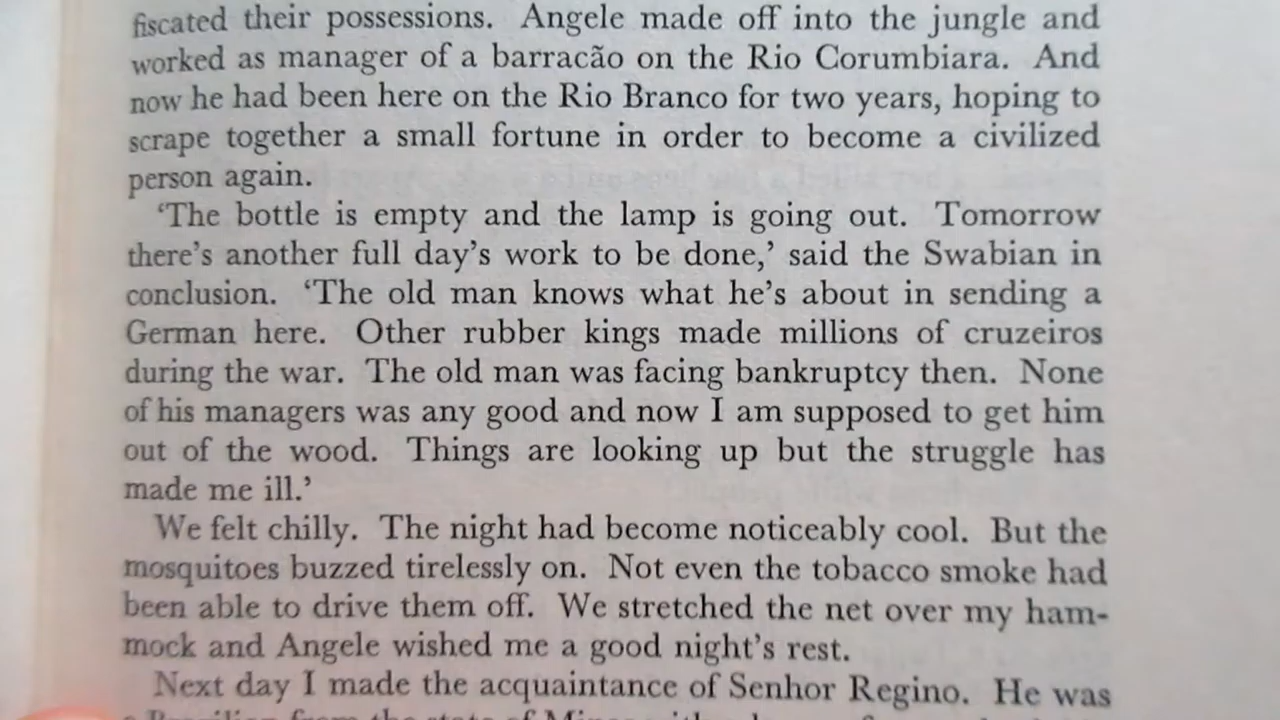 fiscated their possessions. Angele made off into the jungle and
worked as manager of a barracão on the Rio Corumbiara. And
now he had been here on the Rio Branco for two years, hoping to
scrape together a small fortune in order to become a civilized
person again.
‘The bottle is empty and the lamp is going out. Tomorrow
there’s another full day’s work to be done,’ said the Swabian in
conclusion. ‘The old man knows what he’s about in sending a
German here. Other rubber kings made millions of cruzeiros
during the war. The old man was facing bankruptcy then. None
of his managers was any good and now I am supposed to get him
out of the wood. Things are looking up but the struggle has
made me ill.’
We felt chilly. The night had become noticeably cool. But the
mosquitoes buzzed tirelessly on. Not even the tobacco smoke had
been able to drive them off. We stretched the net over my ham-
mock and Angele wished me a good night’s rest.
Next day I made the acquaintance of Senhor Regino. He was